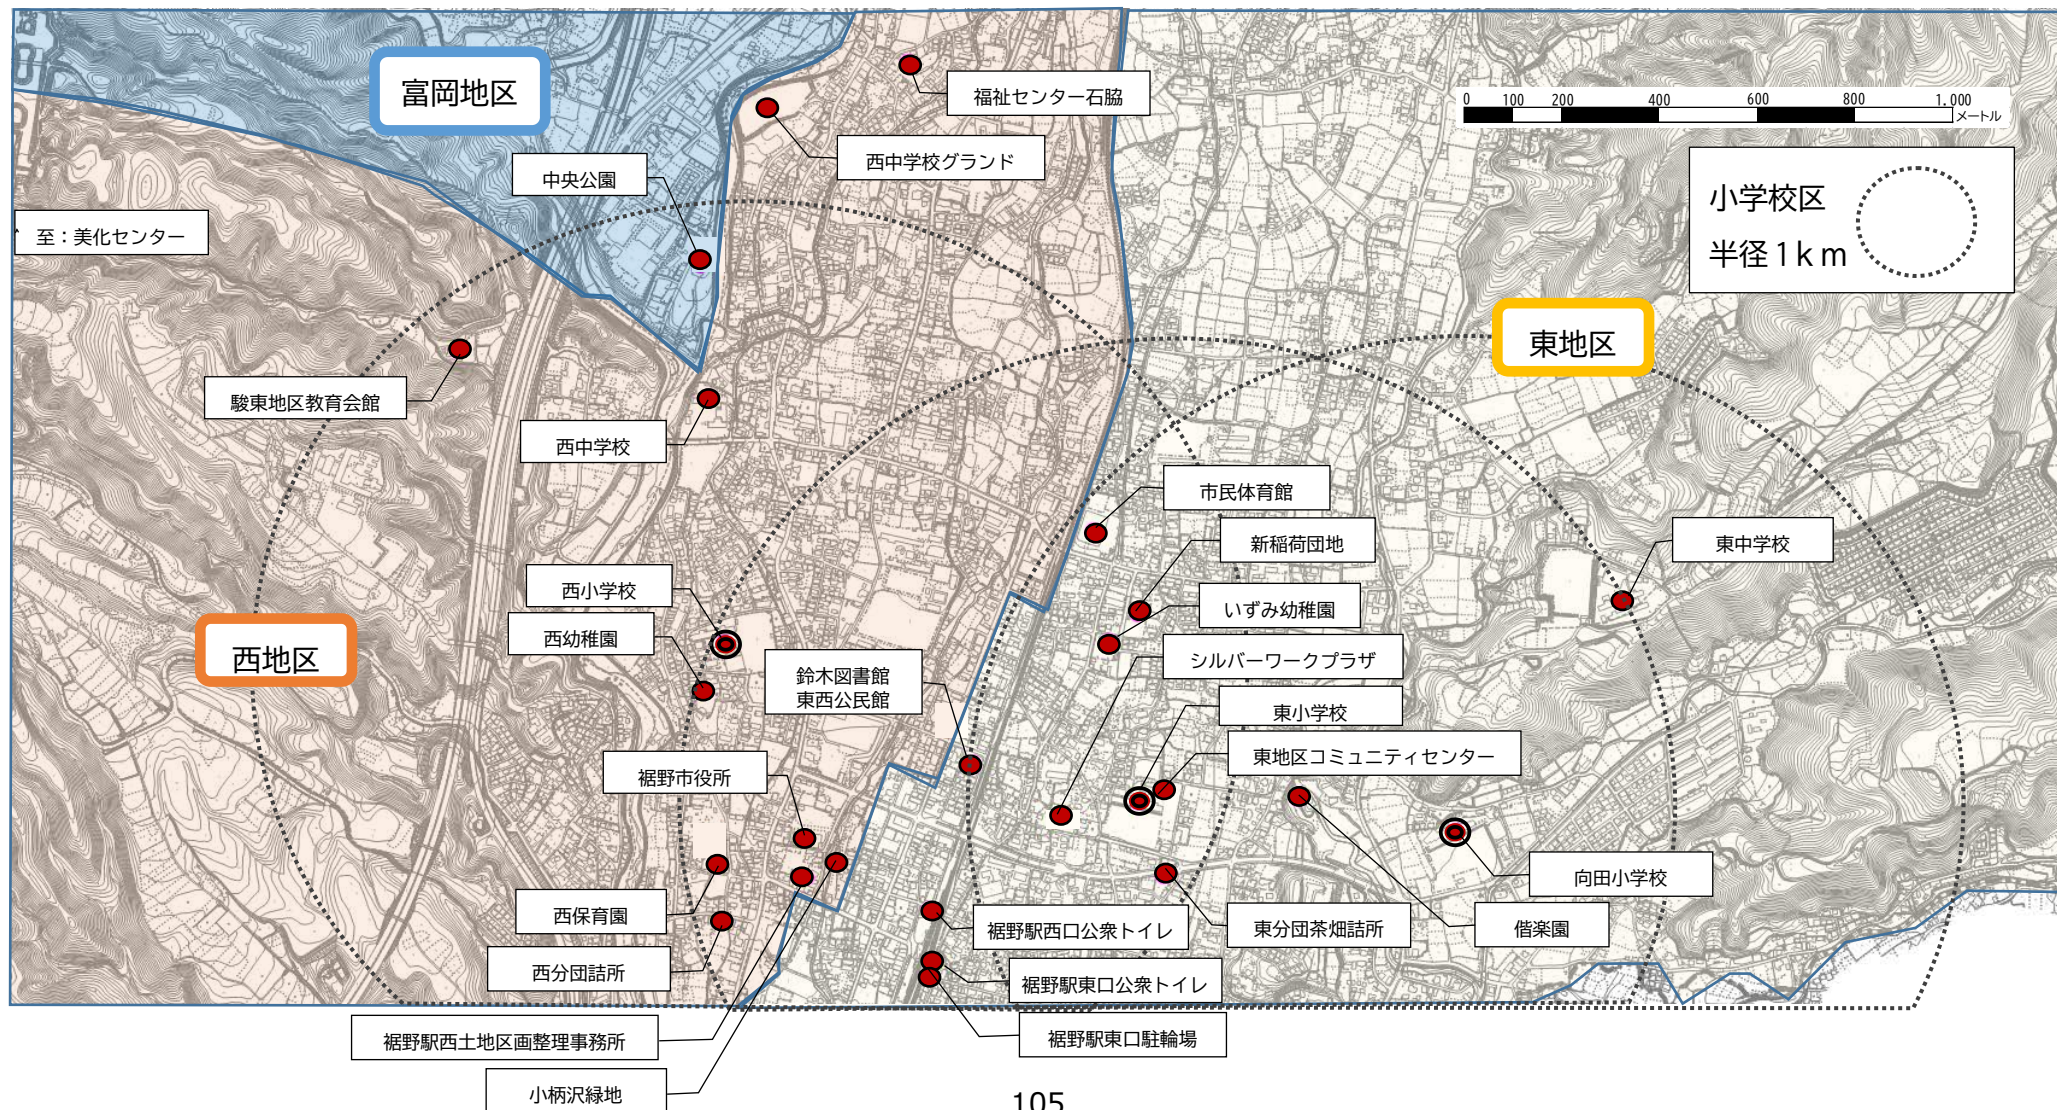 富岡地区
福祉センター石脇
0 100 200 400 600 800 1,000
メートル
西中学校グランド
中央公園
小学校区
半径1km
至:美化センター
東地区
駿東地区教育会館
西中学校
市民体育館
新稲荷団地
東中学校
西小学校
いずみ幼稚園
西幼稚園
シルバーワークプラザ
西地区
鈴木図書館
東西公民館
東小学校
東地区コミュニティセンター
裾野市役所
向田小学校
西保育園
裾野駅西口公衆トイレ
東分団茶畑詰所
偕楽園
西分団詰所
裾野駅東口公衆トイレ
裾野駅西土地区画整理事務所
裾野駅東口駐輪場
小柄沢緑地
105